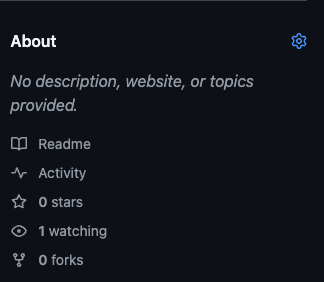 About
No description, website, or topics
provided.
Readme
Activity
0 stars
1 watching
0 forks